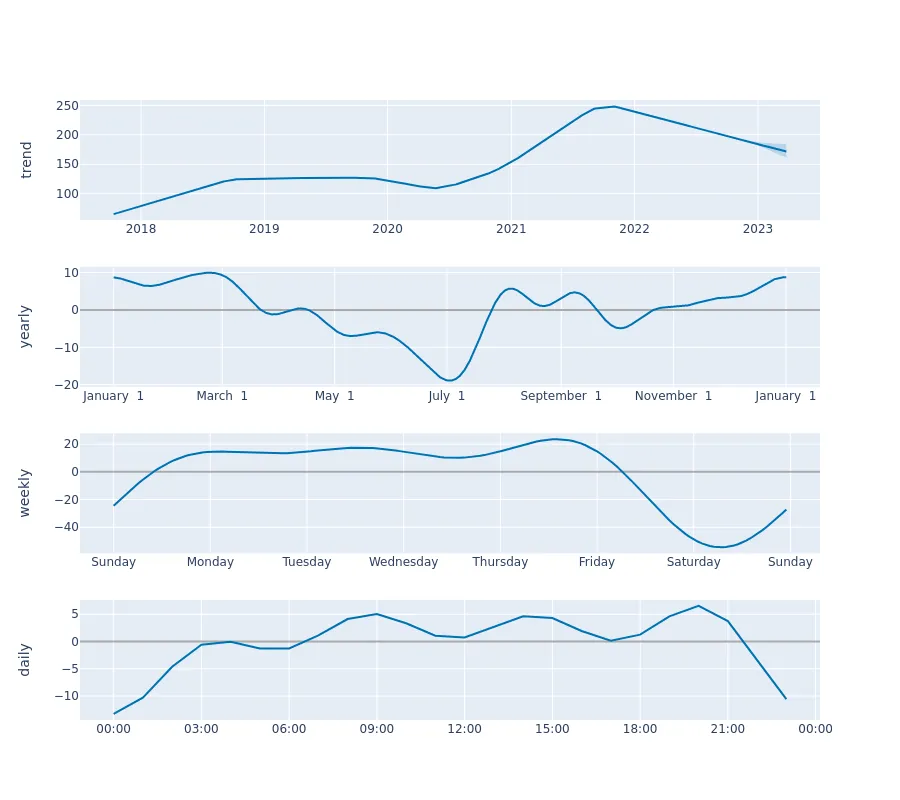 trend
250
200
150
100
2018 2019 2020 2021 2022 2023
yearly
10
0
−10
−20
January 1 March 1 May 1 July 1 September 1 November 1 January 1
weekly
20
0
−20
−40
Sunday Monday Tuesday Wednesday Thursday Friday Saturday Sunday
daily
5
0
−5
−10
00:00 03:00 06:00 09:00 12:00 15:00 18:00 21:00 00:00